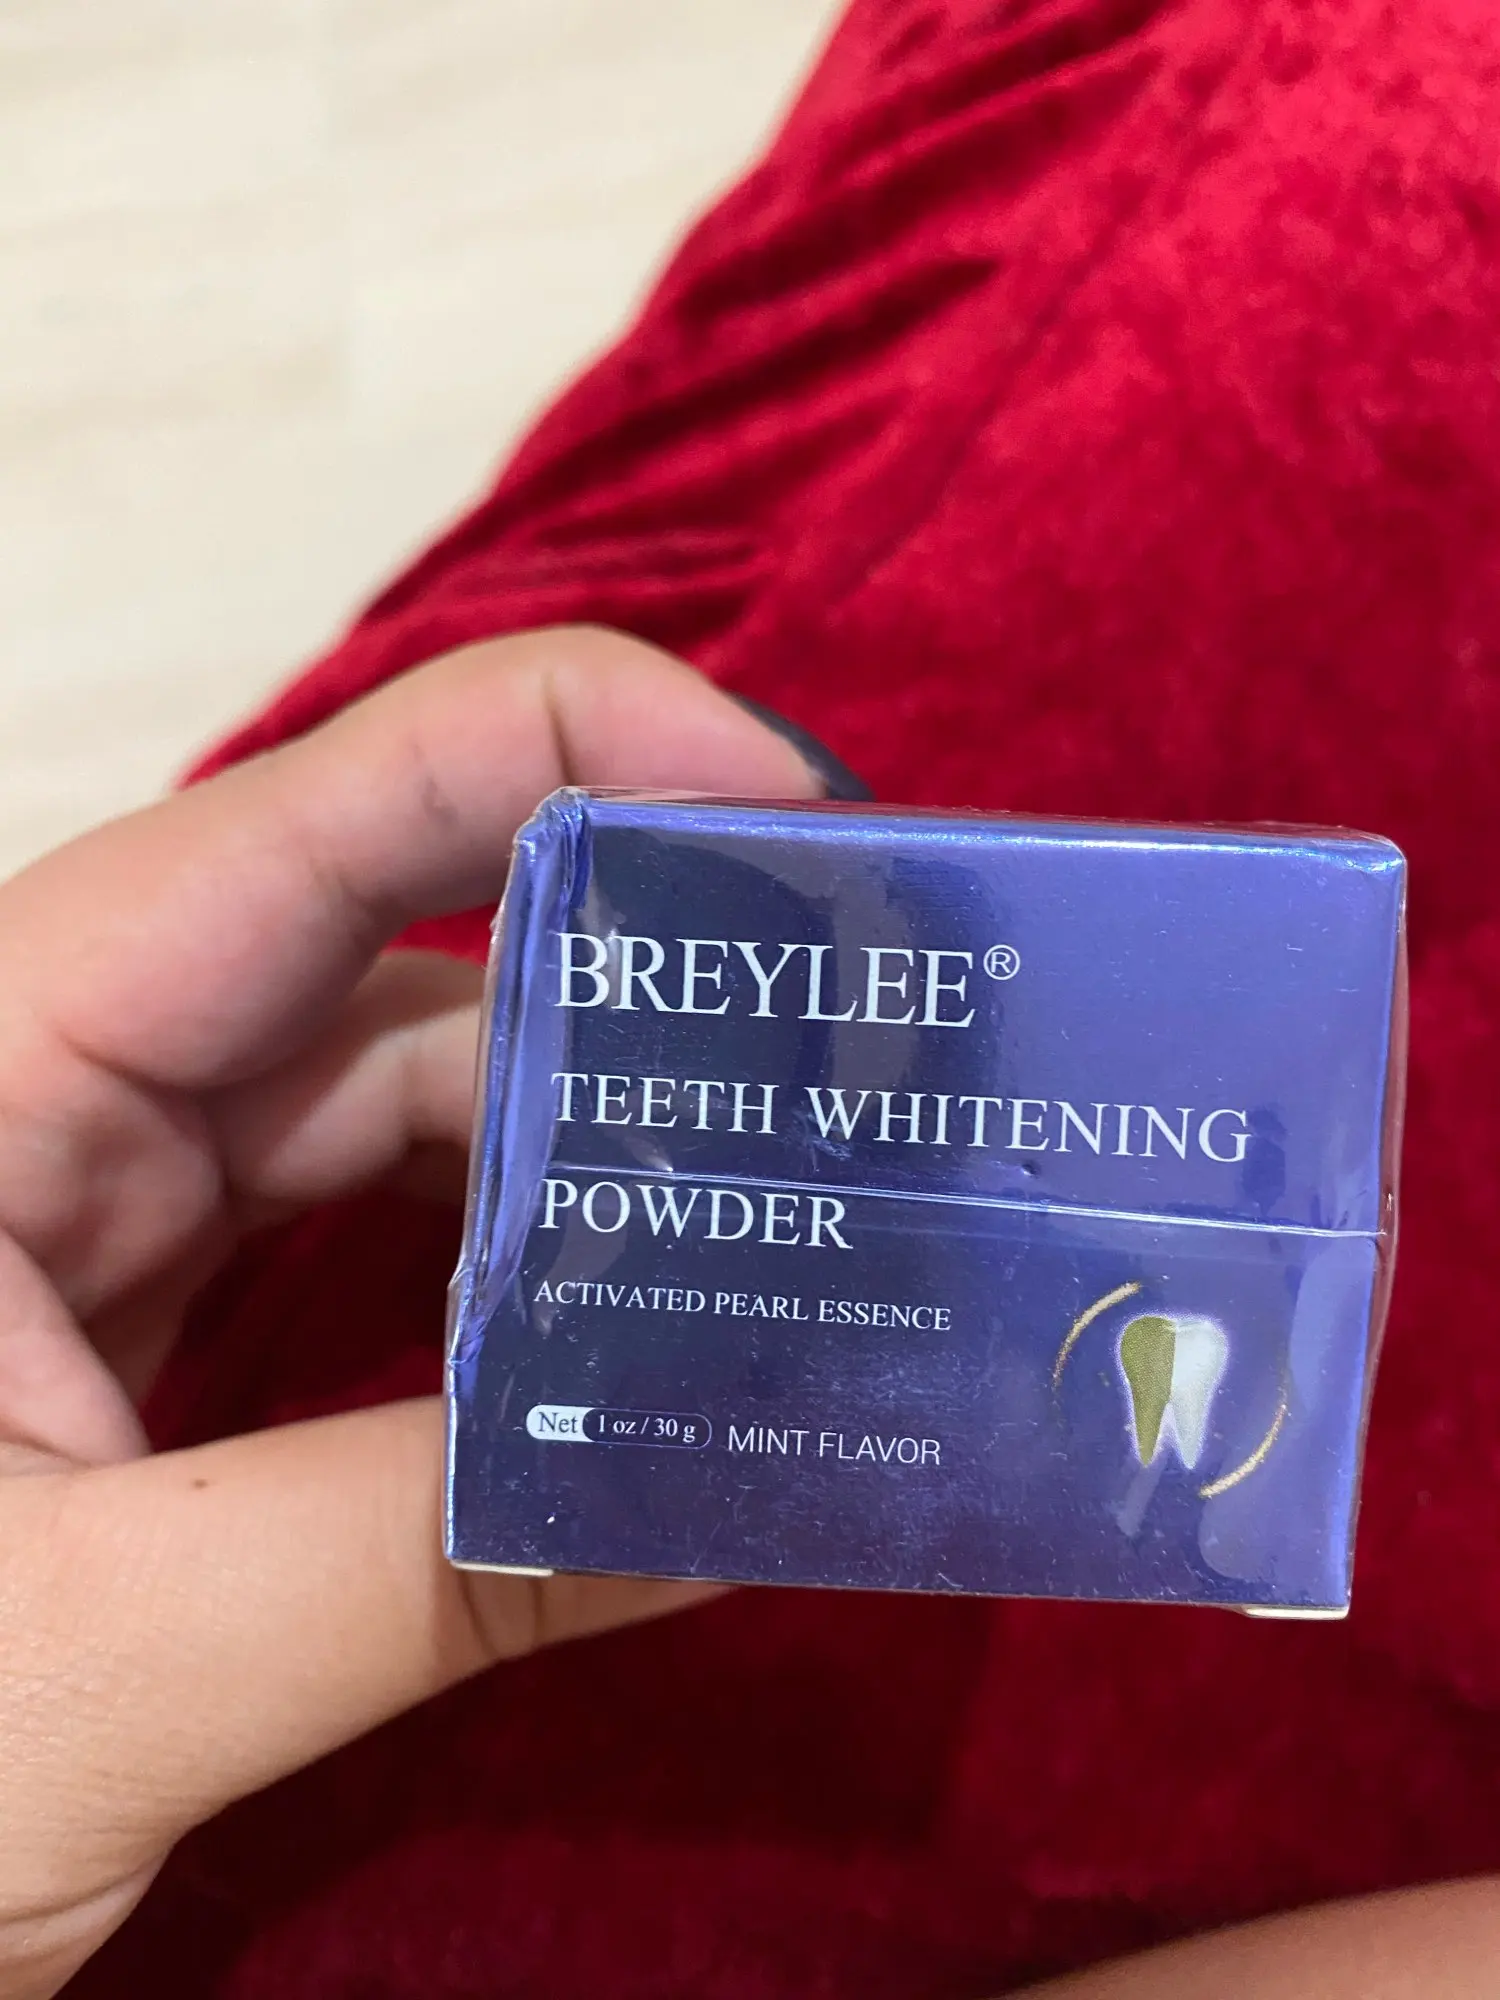 BREYLEE®
TEETH WHITENING
POWDER
ACTIVATED PEARL ESSENCE
Net 1 oz / 30 g MINT FLAVOR